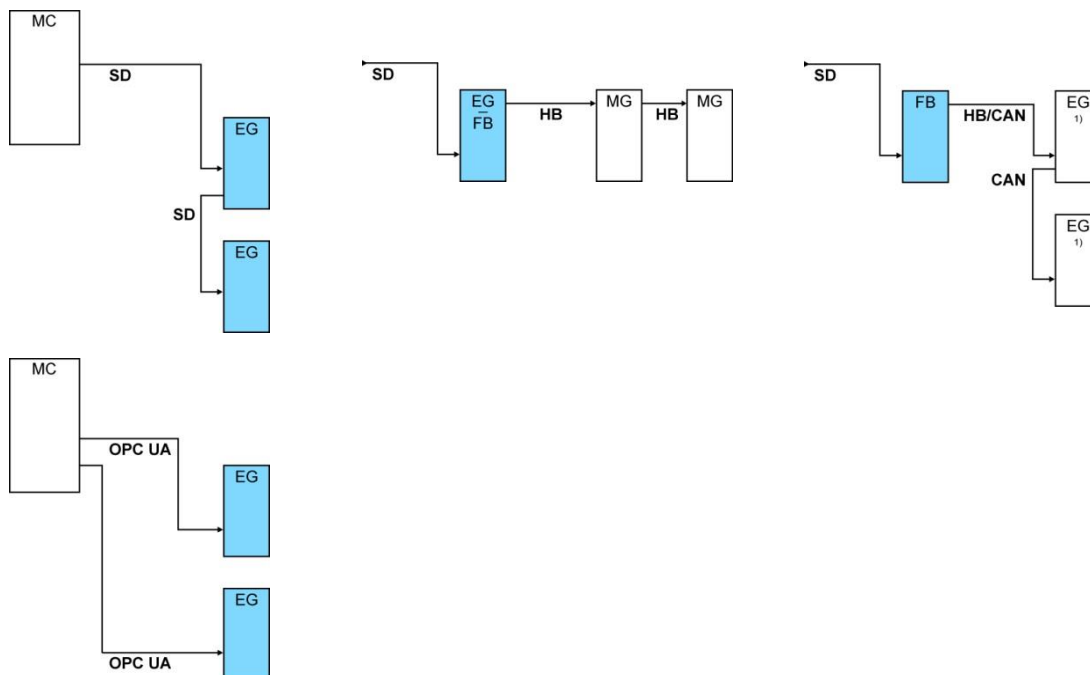 MC
SD
EG
SD
EG
SD
EG
–
FB
HB
MG
HB
MG
SD
FB
HB/CAN
EG
1)
CAN
EG
1)
MC
OPC UA
EG
OPC UA
EG